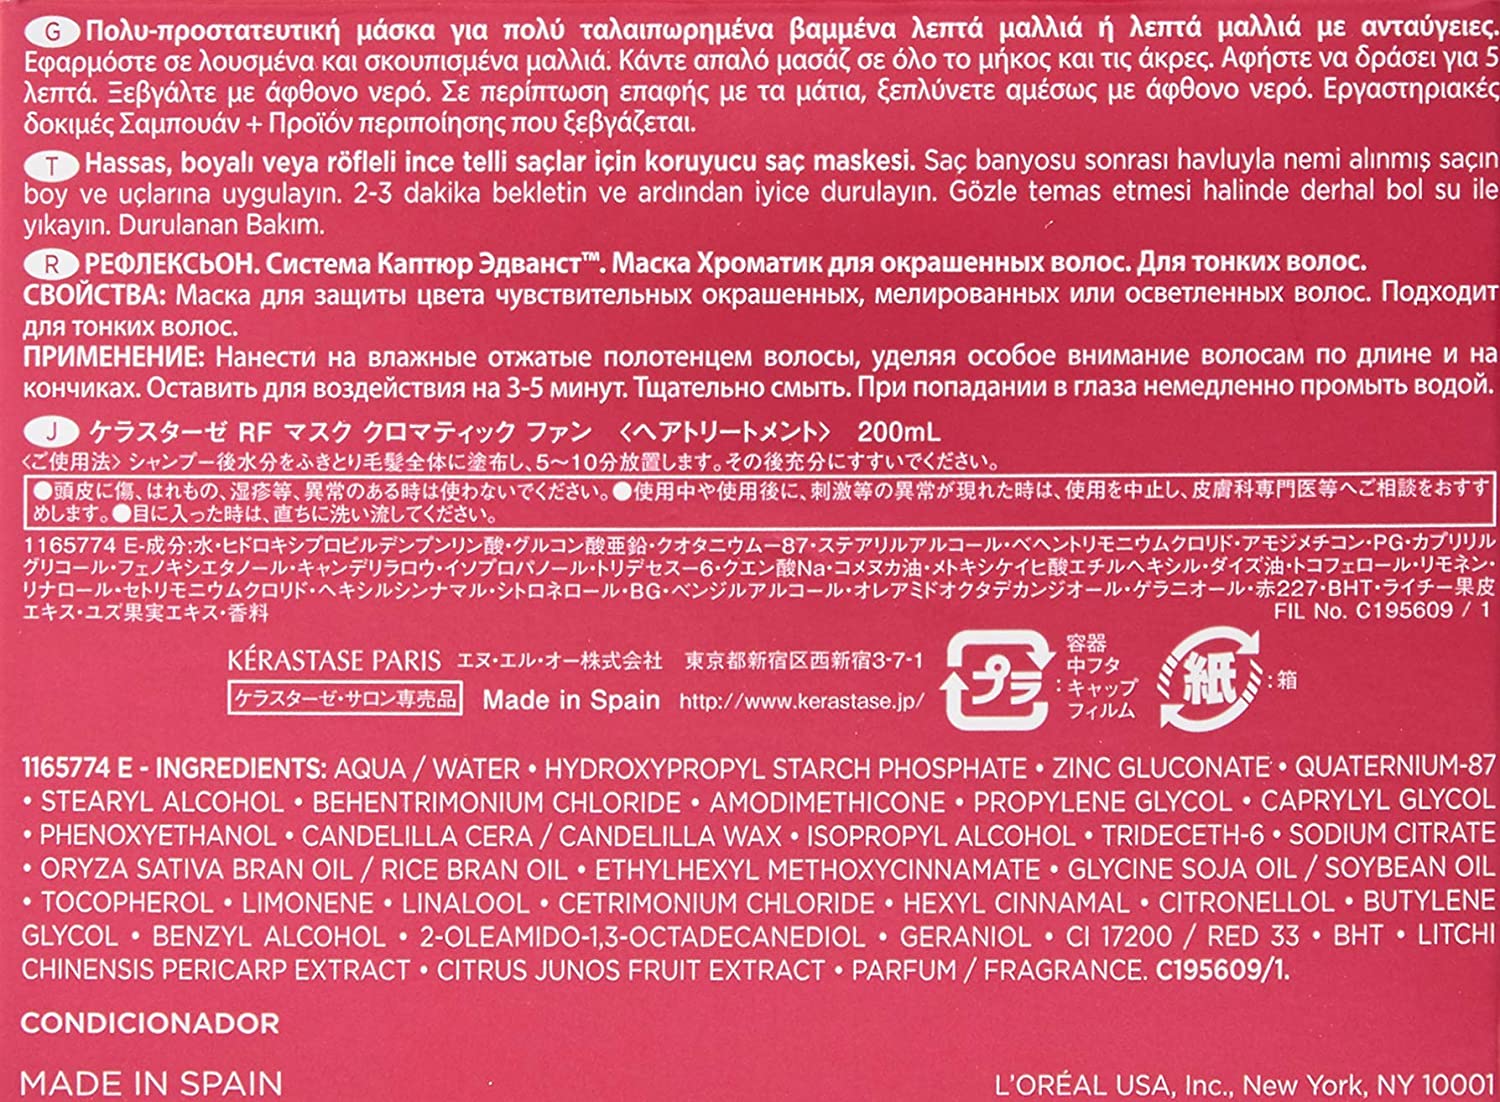 G Πολυ-προστατευτική μάσκα για πολύ ταλαιπωρημένα βαμμένα λεπτά μαλλιά ή λεπτά μαλλιά με ανταύγειες.
Εφαρμόστε σε λουσμένα και σκουπισμένα μαλλιά. Κάντε απαλό μασάζ σε όλο το μήκος και τις άκρες. Αφήστε να δράσει για 5
λεπτά. Ξεβγάλτε με άφθονο νερό. Σε περίπτωση επαφής με τα μάτια, ξεπλύνετε αμέσως με άφθονο νερό. Εργαστηριακές
δοκιμές Σαμπουάν + Προϊόν περιποίησης που ξεβγάζεται.
T Hassas, boyalı veya röfleli ince telli saçlar için koruyucu saç maskesi. Saç banyosu sonrası havluyla nemi alınmış saçın
boy ve uçlarına uygulayın. 2-3 dakika bekletin ve ardından iyice durulayın. Gözle temas etmesi halinde derhal bol su ile
yıkayın. Durulanan Bakım.
R РЕФЛЕКСЬОН. Система Каптюр Эдванст™. Маска Хроматик для окрашенных волос. Для тонких волос.
СВОЙСТВА: Маска для защиты цвета чувствительных окрашенных, мелированных или осветленных волос. Подходит
для тонких волос.
ПРИМЕНЕНИЕ: Нанести на влажные отжатые полотенцем волосы, уделяя особое внимание волосам по длине и на
кончиках. Оставить для воздействия на 3-5 минут. Тщательно смыть. При попадании в глаза немедленно промыть водой.
J ケラスターゼ RF マスク クロマティック ファン 〈ヘアトリートメント〉 200mL
〈ご使用法〉シャンプー後水分をふきとり毛髪全体に塗布し、5〜10分放置します。その後充分にすすいでください。
●頭皮に傷、はれもの、湿疹等、異常のある時は使わないでください。●使用中や使用後に、刺激等の異常が現れた時は、使用を中止し、皮膚科専門医等へご相談をおすす
めします。●目に入った時は、直ちに洗い流してください。
1165774 E-成分:水・ヒドロキシプロピルデンプンリン酸・グルコン酸亜鉛・クオタニウム－87・ステアリルアルコール・ベヘントリモニウムクロリド・アモジメチコン・PG・カプリリル
グリコール・フェノキシエタノール・キャンデリラロウ・イソプロパノール・トリデセス－6・クエン酸Na・コメヌカ油・メトキシケイヒ酸エチルヘキシル・ダイズ油・トコフェロール・リモネン・
リナロール・セトリモニウムクロリド・ヘキシルシンナマル・シトロネロール・BG・ベンジルアルコール・オレアミドオクタデカンジオール・ゲラニオール・赤227・BHT・ライチー果皮
エキス・ユズ果実エキス・香料 FIL No. C195609 / 1
KÉRASTASE PARIS エヌ・エル・オー株式会社 東京都新宿区西新宿3-7-1
ケラスターゼ・サロン専売品 Made in Spain http://www.kerastase.jp/
プラ
:容器
中フタ
キャップ
フィルム
紙 :箱
1165774 E - INGREDIENTS: AQUA / WATER • HYDROXYPROPYL STARCH PHOSPHATE • ZINC GLUCONATE • QUATERNIUM-87
• STEARYL ALCOHOL • BEHENTRIMONIUM CHLORIDE • AMODIMETHICONE • PROPYLENE GLYCOL • CAPRYLYL GLYCOL
• PHENOXYETHANOL • CANDELILLA CERA / CANDELILLA WAX • ISOPROPYL ALCOHOL • TRIDECETH-6 • SODIUM CITRATE
• ORYZA SATIVA BRAN OIL / RICE BRAN OIL • ETHYLHEXYL METHOXYCINNAMATE • GLYCINE SOJA OIL / SOYBEAN OIL
• TOCOPHEROL • LIMONENE • LINALOOL • CETRIMONIUM CHLORIDE • HEXYL CINNAMAL • CITRONELLOL • BUTYLENE
GLYCOL • BENZYL ALCOHOL • 2-OLEAMIDO-1,3-OCTADECANEDIOL • GERANIOL • CI 17200 / RED 33 • BHT • LITCHI
CHINENSIS PERICARP EXTRACT • CITRUS JUNOS FRUIT EXTRACT • PARFUM / FRAGRANCE. C195609/1.
CONDICIONADOR
MADE IN SPAIN L'ORÉAL USA, Inc., New York, NY 10001